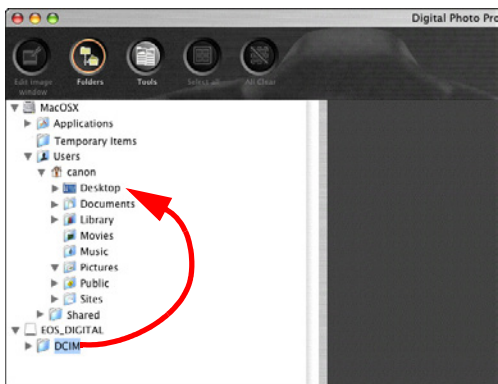 Digital Photo Pro
Edit image
window
Folders
Tools
Select all
All Clear
MacOSX
Applications
Temporary Items
Users
canon
Desktop
Documents
Library
Movies
Music
Pictures
Public
Sites
Shared
EOS_DIGITAL
DCIM